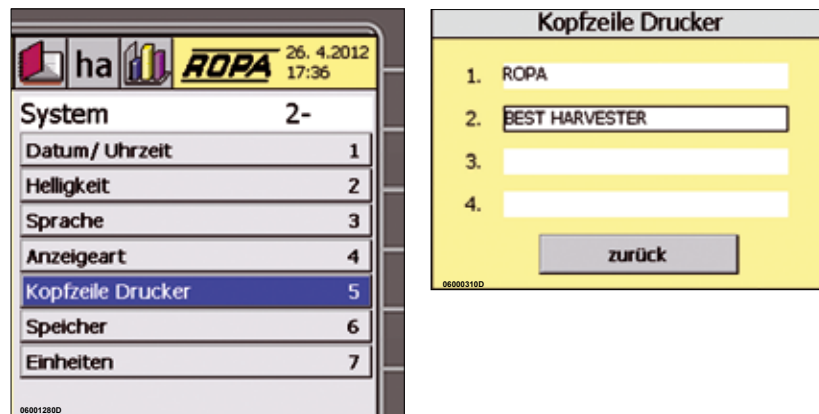 ha ROPA 26. 4.2012
17:36
System 2-
Datum/ Uhrzeit 1
Helligkeit 2
Sprache 3
Anzeigeart 4
Kopfzeile Drucker 5
Speicher 6
Einheiten 7
06001280D
Kopfzeile Drucker
1. ROPA
2. BEST HARVESTER
3.
4.
zurück
06000310D